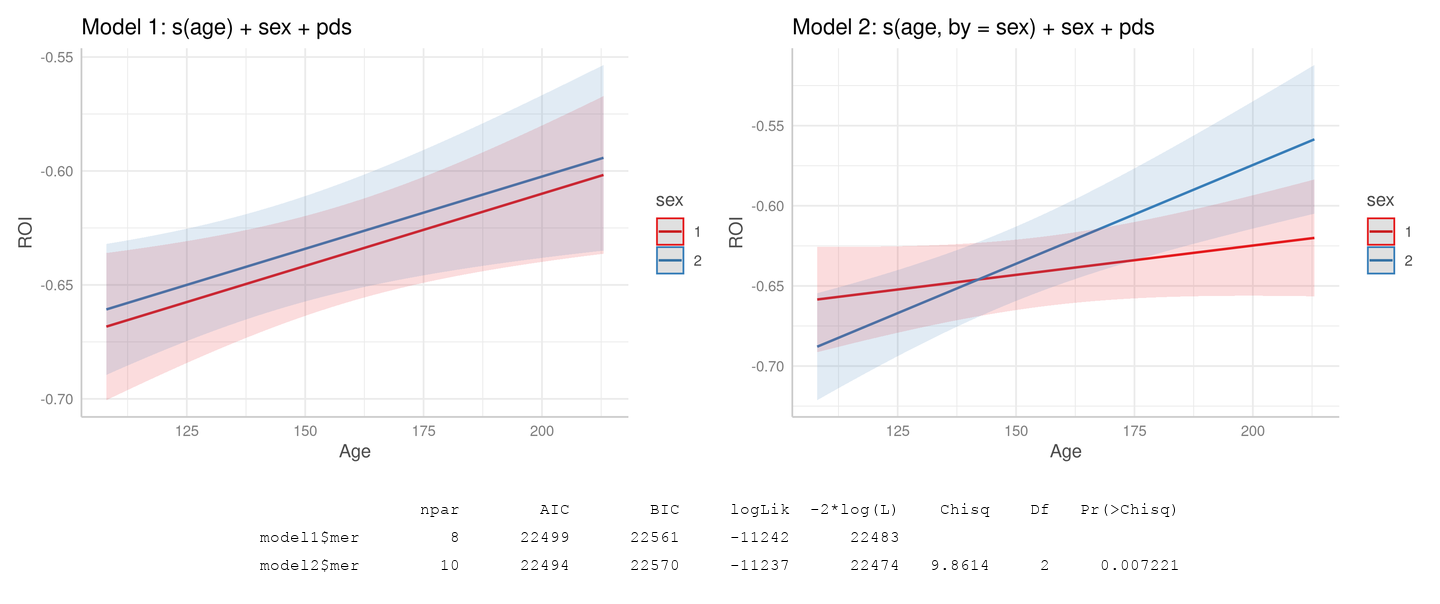 Model 1: s(age) + sex + pds
-0.55
-0.60
-0.65
-0.70
ROI
125 150 175 200
Age
sex
1
2
Model 2: s(age, by = sex) + sex + pds
-0.55
-0.60
-0.65
-0.70
ROI
125 150 175 200
Age
sex
1
2
npar AIC BIC logLik -2*log(L) Chisq Df Pr(>Chisq)
model1$mer 8 22499 22561 -11242 22483
model2$mer 10 22494 22570 -11237 22474 9.8614 2 0.007221